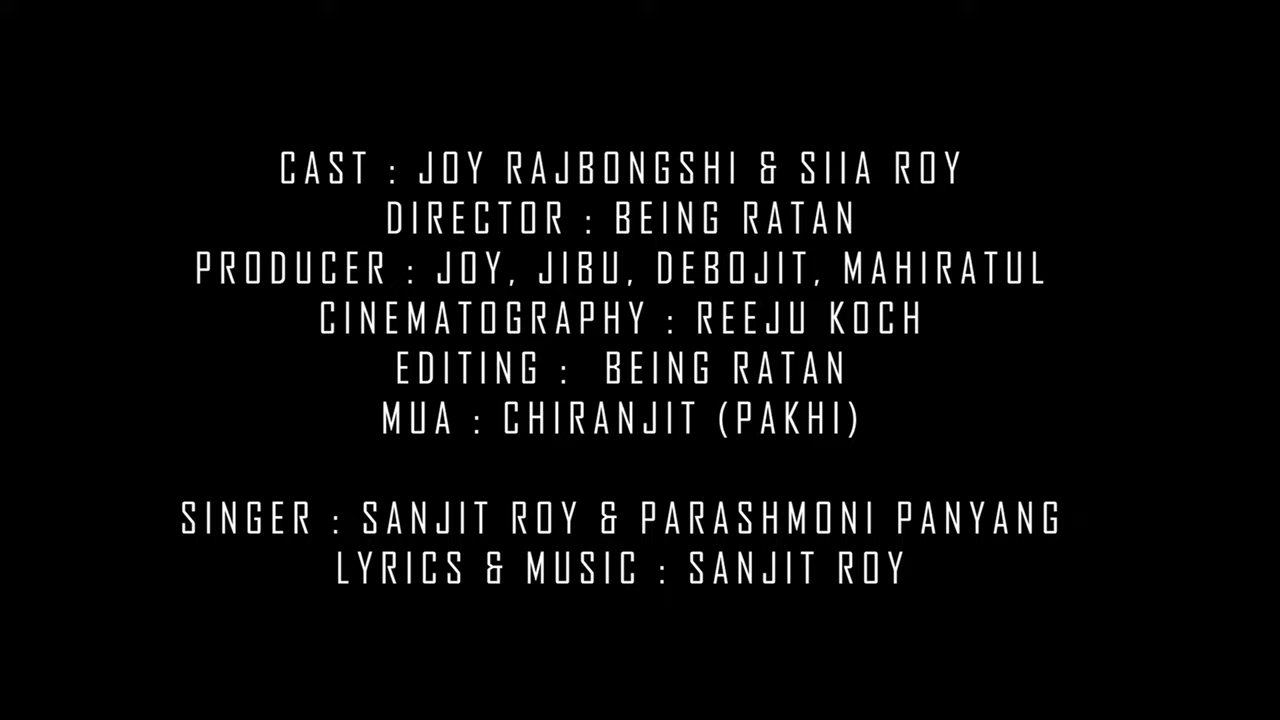 CAST : JOY RAJBONGSHI & SIIA ROY
DIRECTOR : BEING RATAN
PRODUCER : JOY, JIBU, DEBOJIT, MAHIRATUL
CINEMATOGRAPHY : REEJU KOCH
EDITING :  BEING RATAN
MUA : CHIRANJIT (PAKHI)
SINGER : SANJIT ROY & PARASHMONI PANYANG
LYRICS & MUSIC : SANJIT ROY